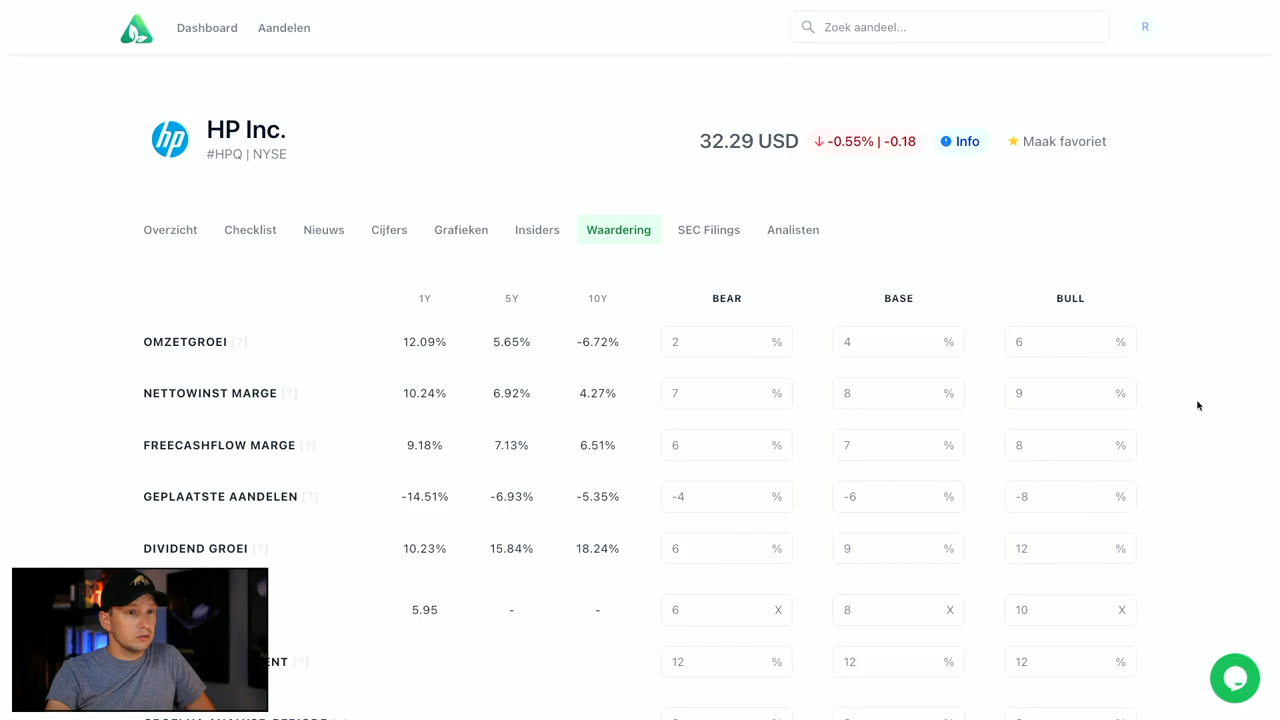 Dashboard Aandelen Zoek aandeel... R
hp HP Inc.
#HPQ | NYSE
32.29 USD -0.55% | -0.18 Info Maak favoriet
Overzicht Checklist Nieuws Cijfers Grafieken Insiders Waardering SEC Filings Analisten
1Y 5Y 10Y BEAR BASE BULL
OMZETGROEI [?] 12.09% 5.65% -6.72% 2 % 4 % 6 %
NETTOWINST MARGE [?] 10.24% 6.92% 4.27% 7 % 8 % 9 %
FREECASHFLOW MARGE [?] 9.18% 7.13% 6.51% 6 % 7 % 8 %
GEPLAATSTE AANDELEN [?] -14.51% -6.93% -5.35% -4 % -6 % -8 %
DIVIDEND GROEI [?] 10.23% 15.84% 18.24% 6 % 9 % 12 %
5.95 - - 6 X 8 X 10 X
ENT [?] 12 % 12 % 12 %